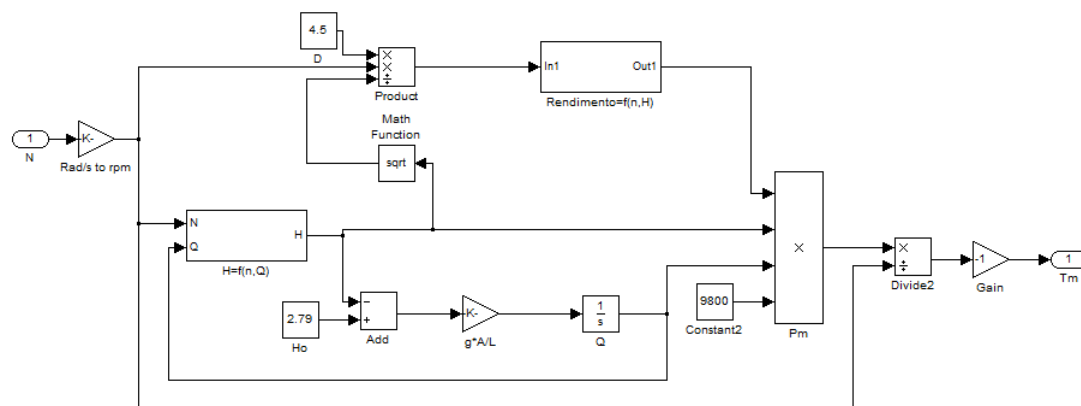 4.5
D
×
×
÷
Product
In1
Out1
Rendimento=f(n,H)
Math
Function
sqrt
1
N
-K-
Rad/s to rpm
N
Q
H
H=f(n,Q)
2.79
Ho
−
+
Add
-K-
g*A/L
1
s
Q
9800
Constant2
×
Pm
×
÷
Divide2
-1
Gain
1
Tm